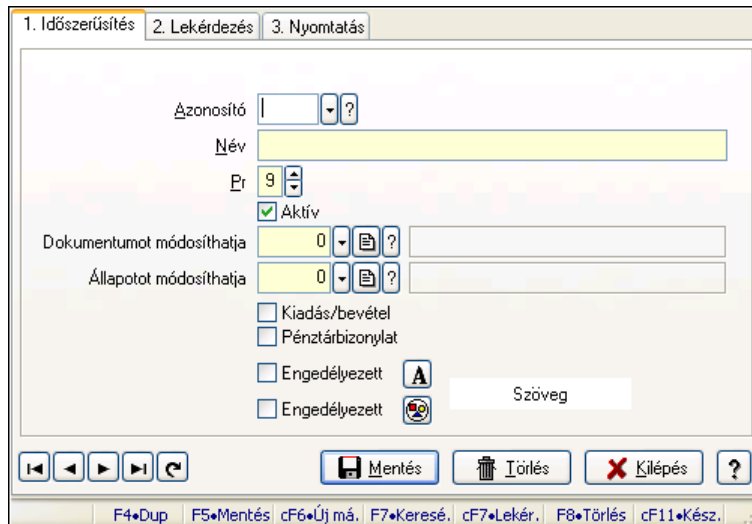 1. Időszerűsítés 2. Lekérdezés 3. Nyomtatás
Azonosító ?
Név
Pr 9
Aktív
Dokumentumot módosíthatja 0 ?
Állapotot módosíthatja 0 ?
Kiadás/bevétel
Pénztárbizonylat
Engedélyezett A
Szöveg
Engedélyezett
Mentés Törlés Kilépés ?
F4•Dup F5•Mentés cF6•Új má. F7•Keresé. cF7•Lekér. F8•Törlés cF11•Kész.